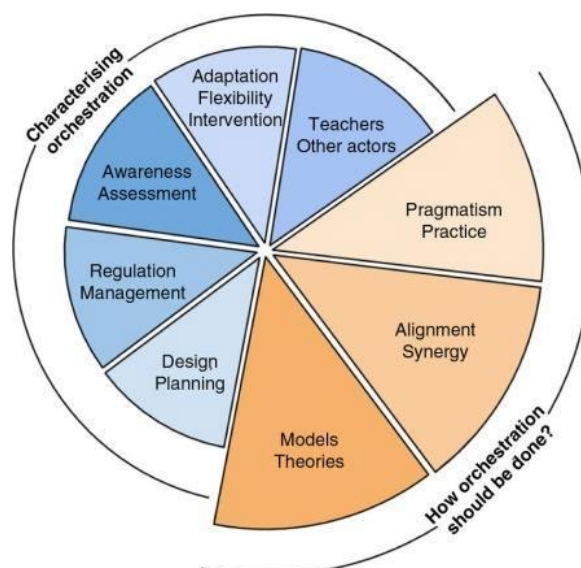 Characterising
orchestration
Adaptation
Flexibility
Intervention
Teachers
Other actors
Awareness
Assessment
Pragmatism
Practice
Regulation
Management
Alignment
Synergy
Design
Planning
Models
Theories
How orchestration
should be done?